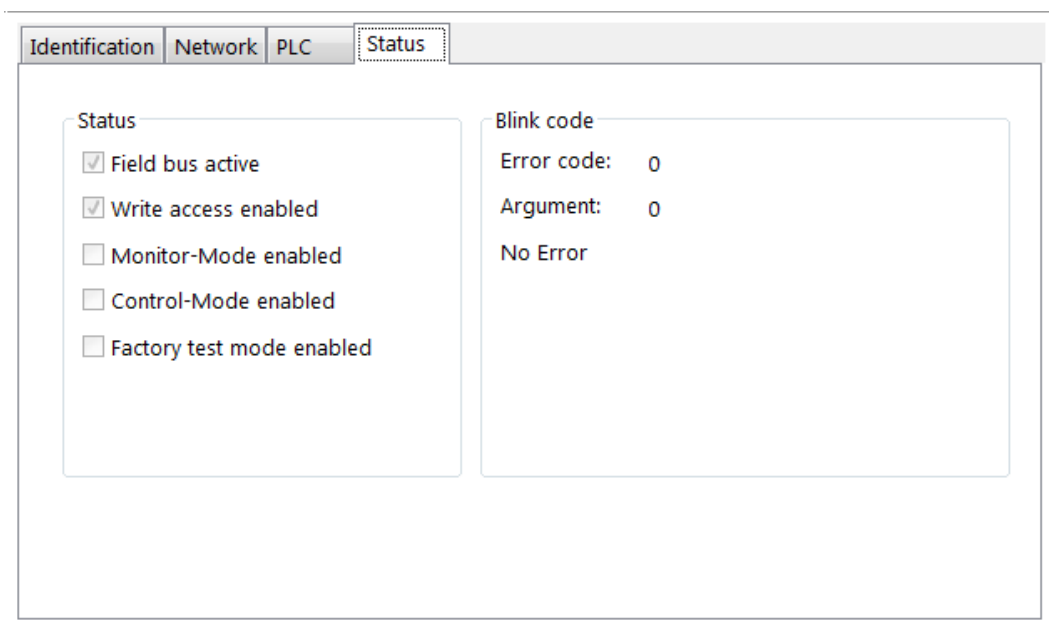 Identification Network PLC Status
Status
Field bus active
Write access enabled
Monitor-Mode enabled
Control-Mode enabled
Factory test mode enabled
Blink code
Error code: 0
Argument: 0
No Error